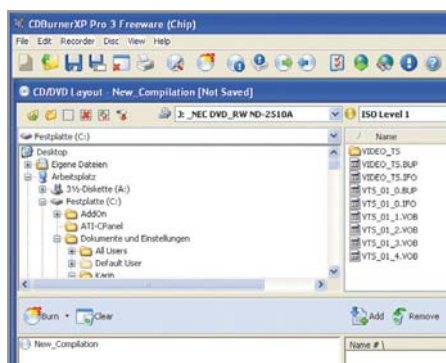 CDBurnerXP Pro 3 Freeware (Chip)
File Edit Recorder Disc View Help
CD/DVD Layout - New_Compilation [Not Saved]
J: _NEC DVD_RW ND-2510A
ISO Level 1
Festplatte (C:)
Desktop
Eigene Dateien
Arbeitsplatz
3½-Diskette (A:)
Festplatte (C:)
AddOn
ATI-CPanel
Dokumente und Einstellungen
All Users
Default User
Karin
Name
VIDEO_TS
VIDEO_TS.BUP
VIDEO_TS.IFO
VTS_01_0.BUP
VTS_01_0.IFO
VTS_01_1.VOB
VTS_01_2.VOB
VTS_01_3.VOB
VTS_01_4.VOB
Burn Clear
Add Remove
New_Compilation
Name # \